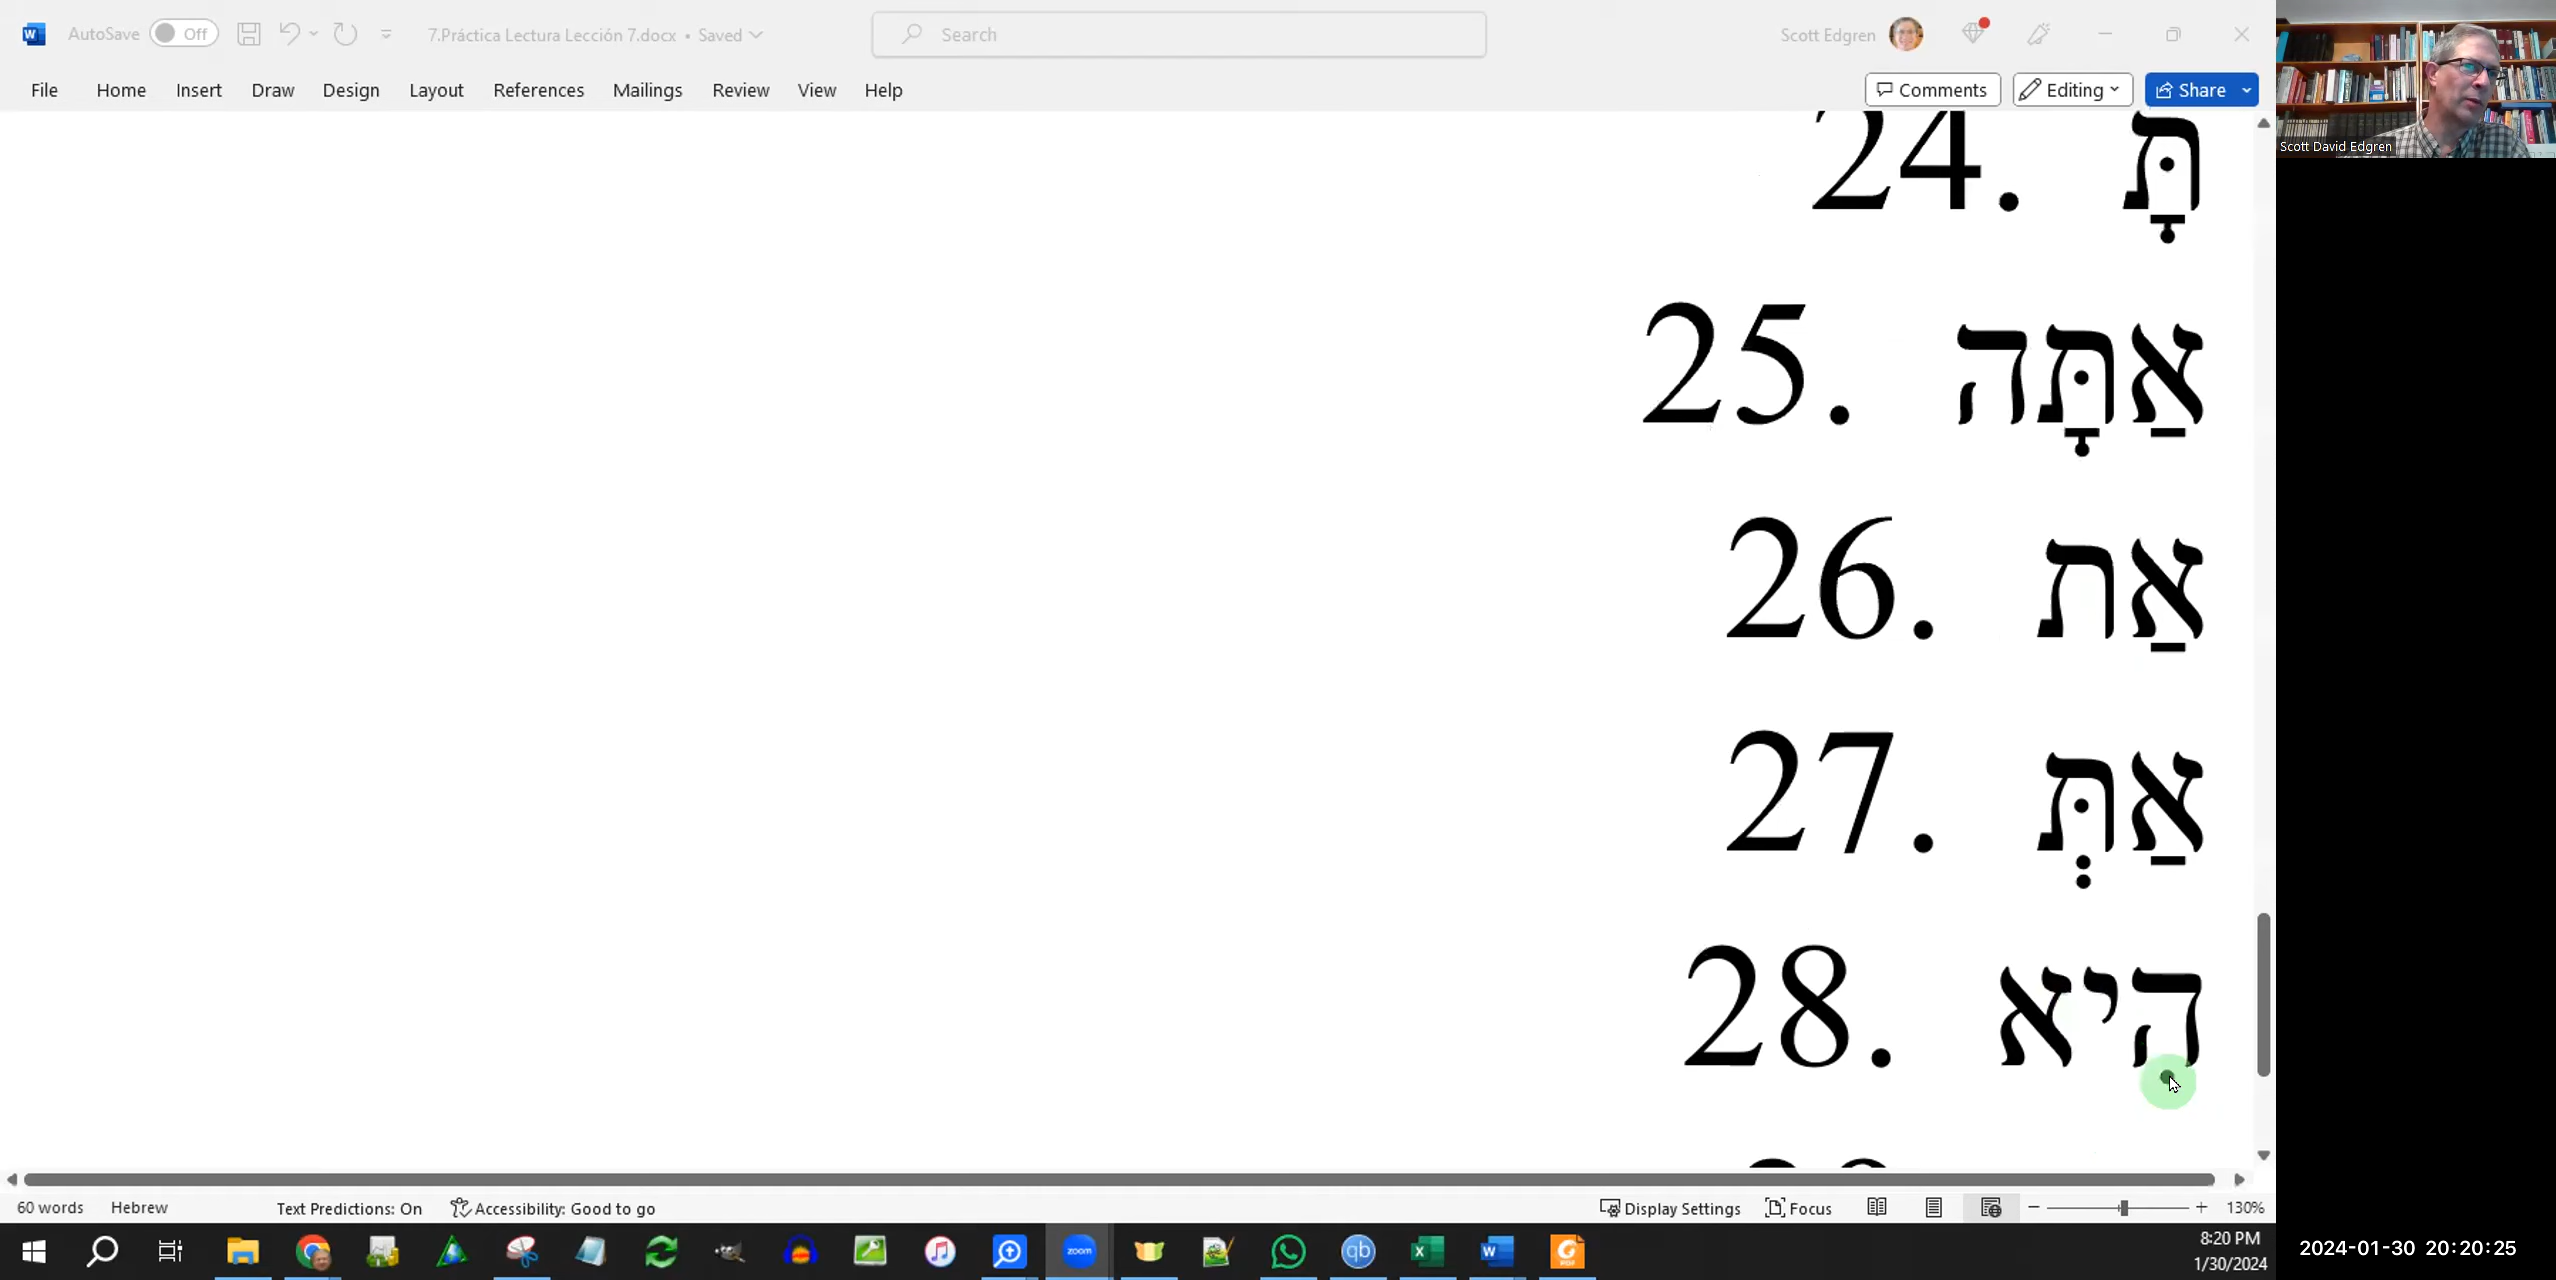 AutoSave Off 7.Práctica Lectura Lección 7.docx • Saved Search Scott Edgren
File Home Insert Draw Design Layout References Mailings Review View Help Comments Editing Share
Scott David Edgren
24. תָּ
25. אַתָּה
26. אַת
27. אַתְּ
28. הִיא
60 words Hebrew Text Predictions: On Accessibility: Good to go Display Settings Focus 130%
zoom qb
8:20 PM
1/30/2024
2024-01-30 20:20:25